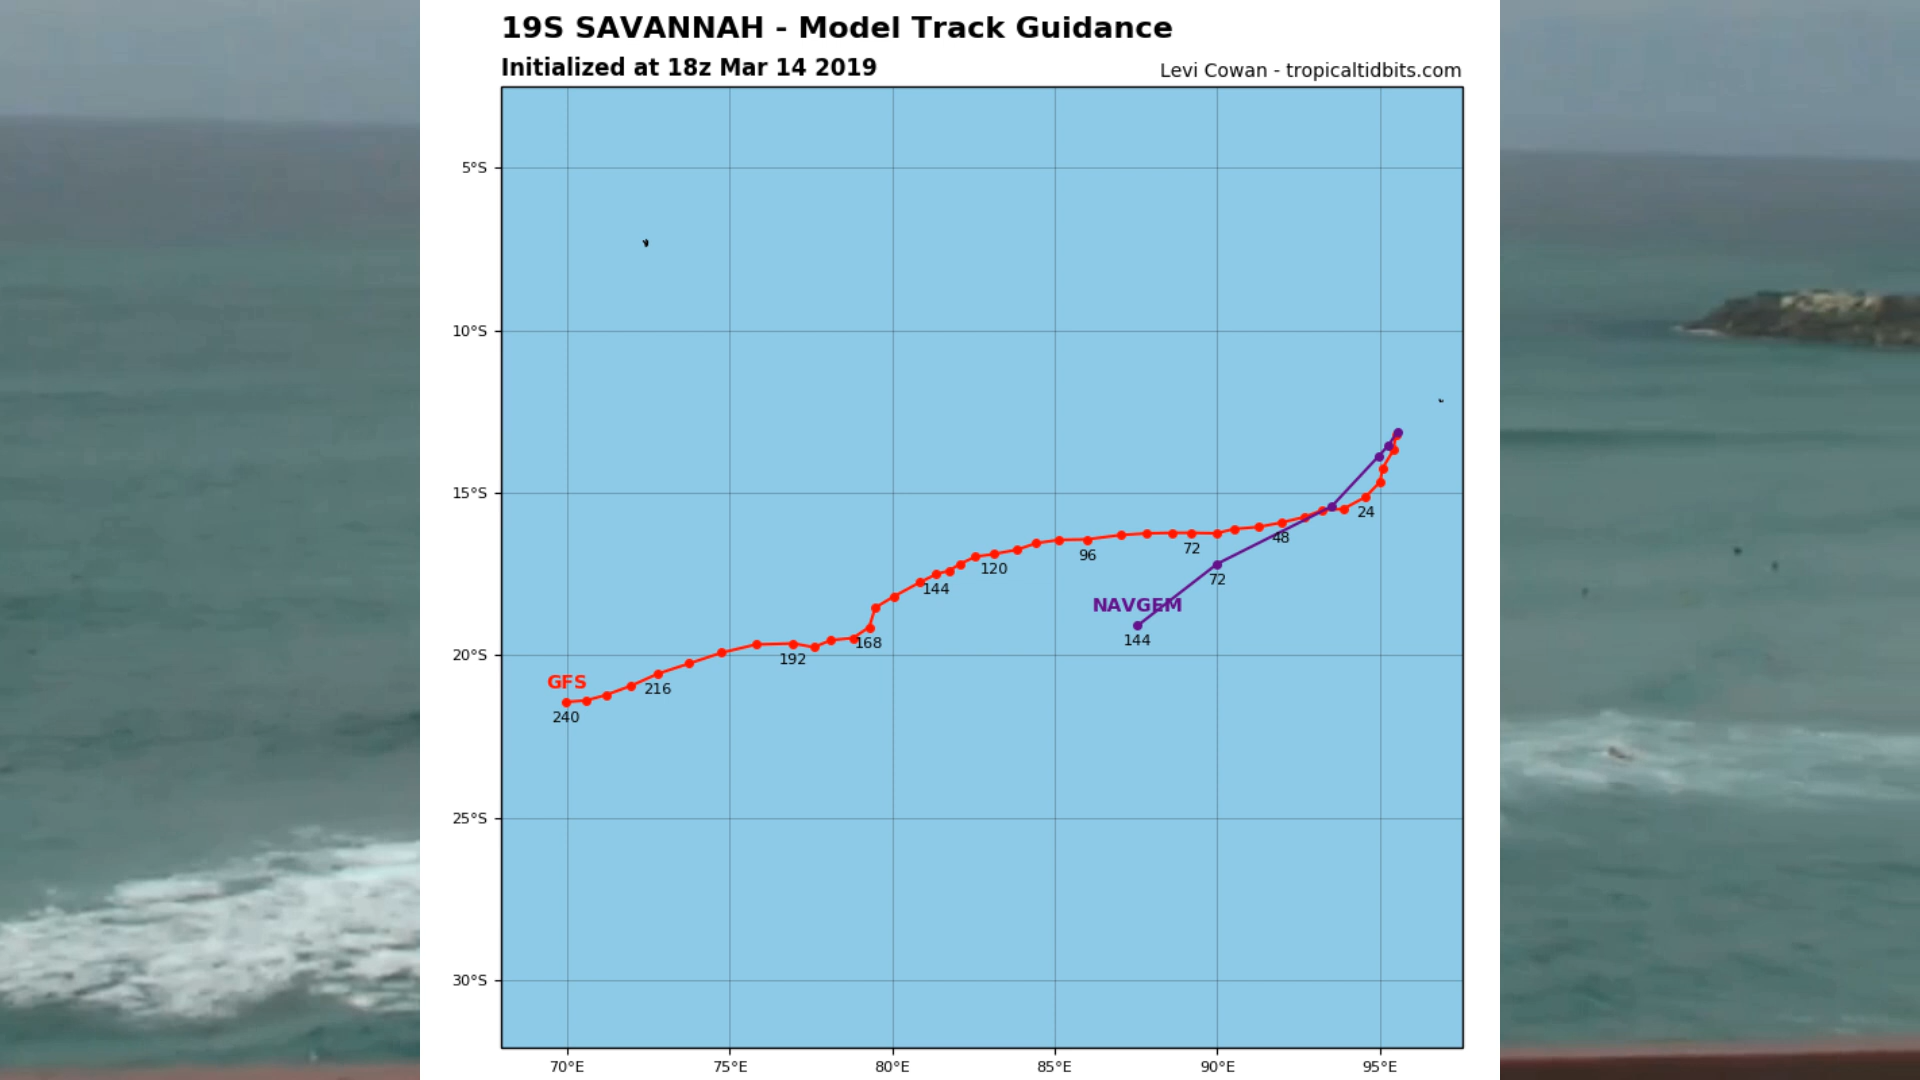 19S SAVANNAH - Model Track Guidance
Initialized at 18z Mar 14 2019
Levi Cowan - tropicaltidbits.com
5°S
10°S
15°S
24
48
96
72
120
72
144
NAVGEM
144
168
20°S
192
GFS
216
240
25°S
30°S
70°E
75°E
80°E
85°E
90°E
95°E